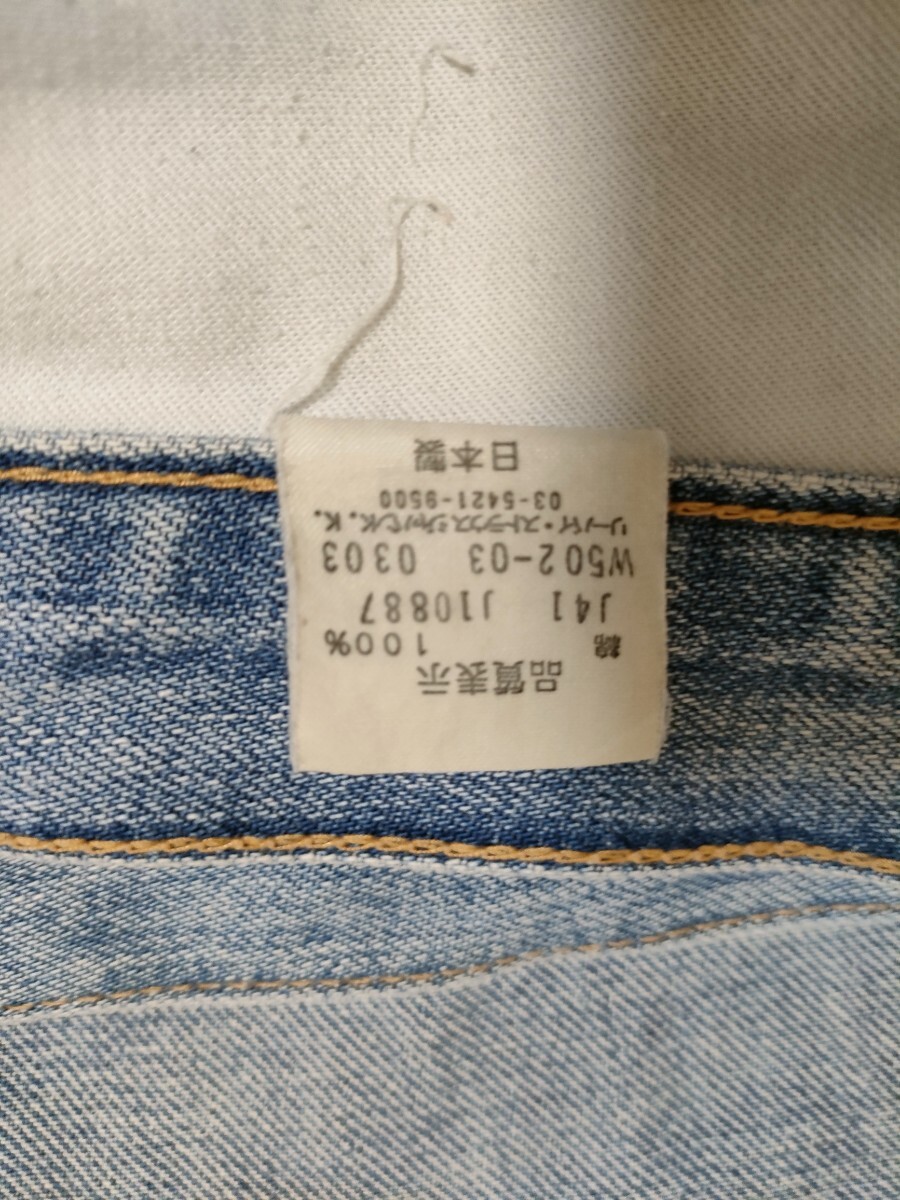 品質表示
綿 100%
J41 J10887
W502-03 0303
リーバイ・ストラウスジャパンK.K.
03-5421-9500
日本製